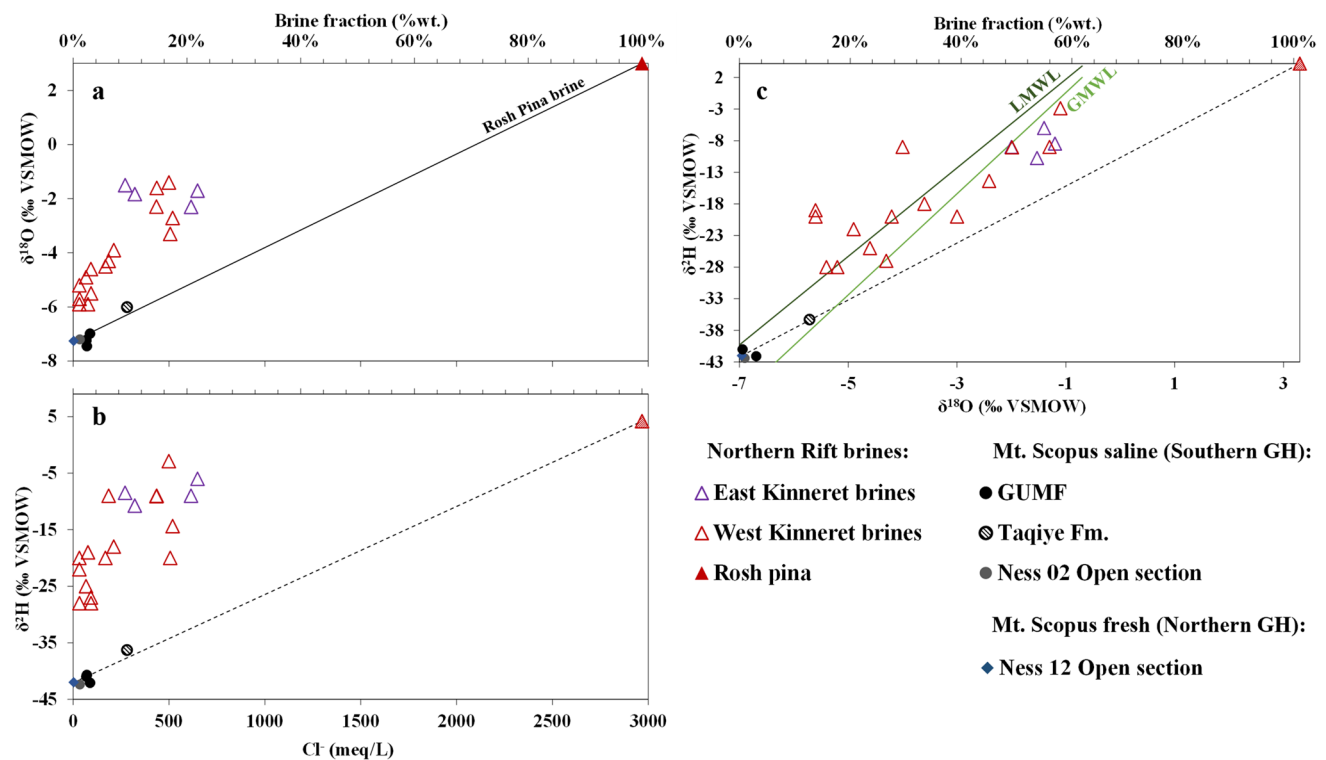 Brine fraction (%wt.)
0% 20% 40% 60% 80% 100%
a
δ¹⁸O (‰ VSMOW)
2
0
-2
-4
-6
-8
Rosh Pina brine
b
δ²H (‰ VSMOW)
5
-5
-15
-25
-35
-45
0 500 1000 1500 2000 2500 3000
Cl⁻ (meq/L)
Brine fraction (%wt.)
0% 20% 40% 60% 80% 100%
c
LMWL
GMWL
δ²H (‰ VSMOW)
2
-3
-8
-13
-18
-23
-28
-33
-38
-43
-7 -5 -3 -1 1 3
δ¹⁸O (‰ VSMOW)
Northern Rift brines:
East Kinneret brines
West Kinneret brines
Rosh pina
Mt. Scopus saline (Southern GH):
GUMF
Taqiye Fm.
Ness 02 Open section
Mt. Scopus fresh (Northern GH):
Ness 12 Open section